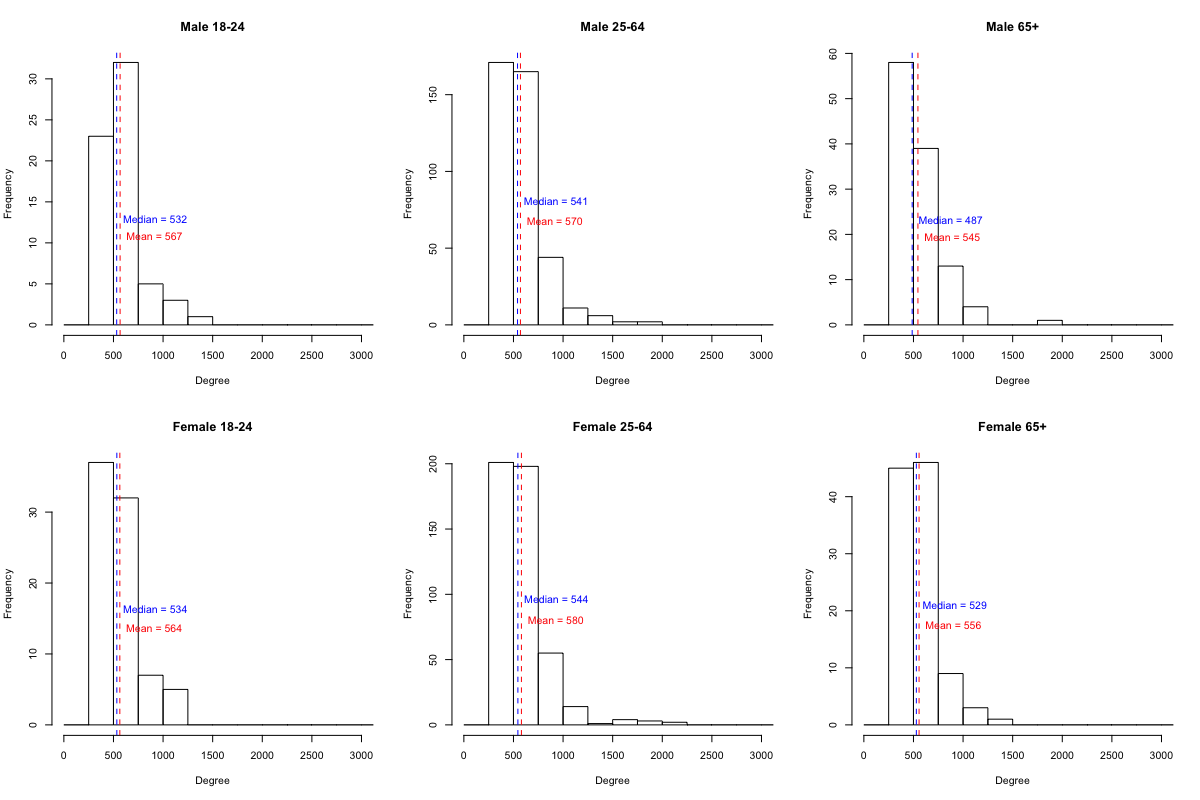 Male 18-24
Frequency
0
5
10
15
20
25
30
Median = 532
Mean = 567
0 500 1000 1500 2000 2500 3000
Degree
Male 25-64
Frequency
0
50
100
150
Median = 541
Mean = 570
0 500 1000 1500 2000 2500 3000
Degree
Male 65+
Frequency
0
10
20
30
40
50
60
Median = 487
Mean = 545
0 500 1000 1500 2000 2500 3000
Degree
Female 18-24
Frequency
0
10
20
30
Median = 534
Mean = 564
0 500 1000 1500 2000 2500 3000
Degree
Female 25-64
Frequency
0
50
100
150
200
Median = 544
Mean = 580
0 500 1000 1500 2000 2500 3000
Degree
Female 65+
Frequency
0
10
20
30
40
Median = 529
Mean = 556
0 500 1000 1500 2000 2500 3000
Degree